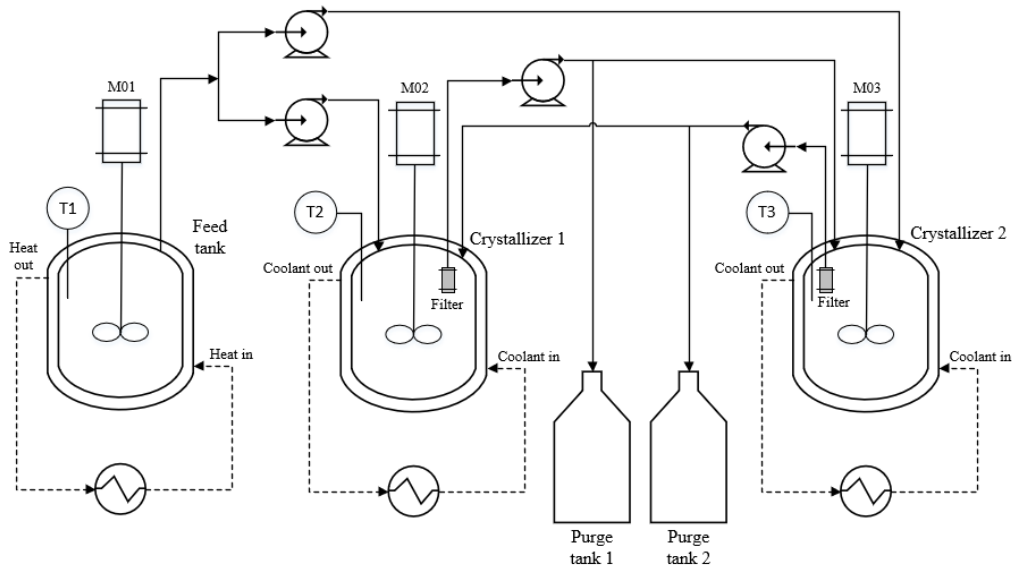 M01
M02
M03
T1
T2
T3
Feed
tank
Crystallizer 1
Crystallizer 2
Heat
out
Coolant out
Coolant out
Filter
Filter
Heat in
Coolant in
Coolant in
Purge
tank 1
Purge
tank 2